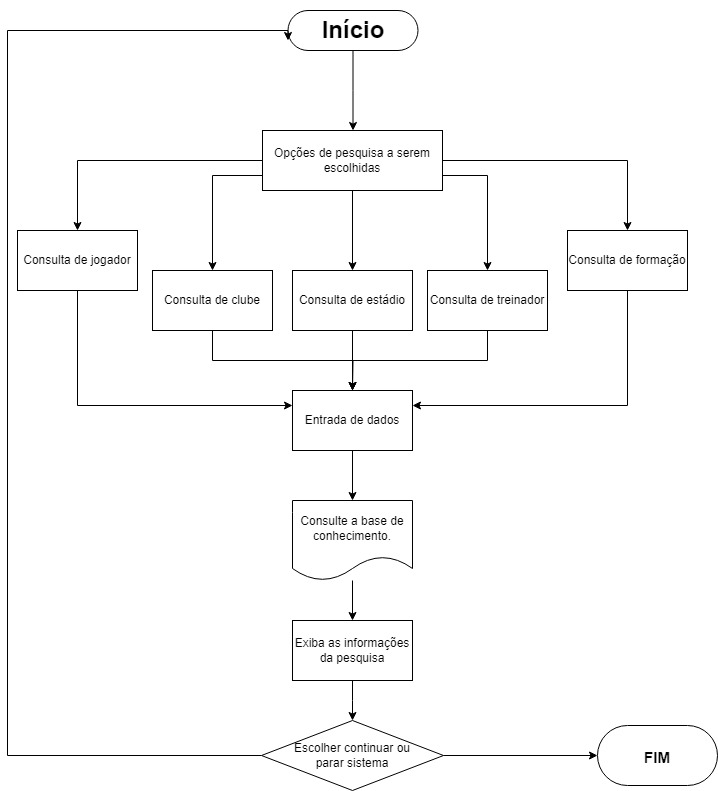 Início
Opções de pesquisa a serem
escolhidas
Consulta de jogador
Consulta de formação
Consulta de clube
Consulta de estádio
Consulta de treinador
Entrada de dados
Consulte a base de
conhecimento.
Exiba as informações
da pesquisa
Escolher continuar ou
parar sistema
FIM